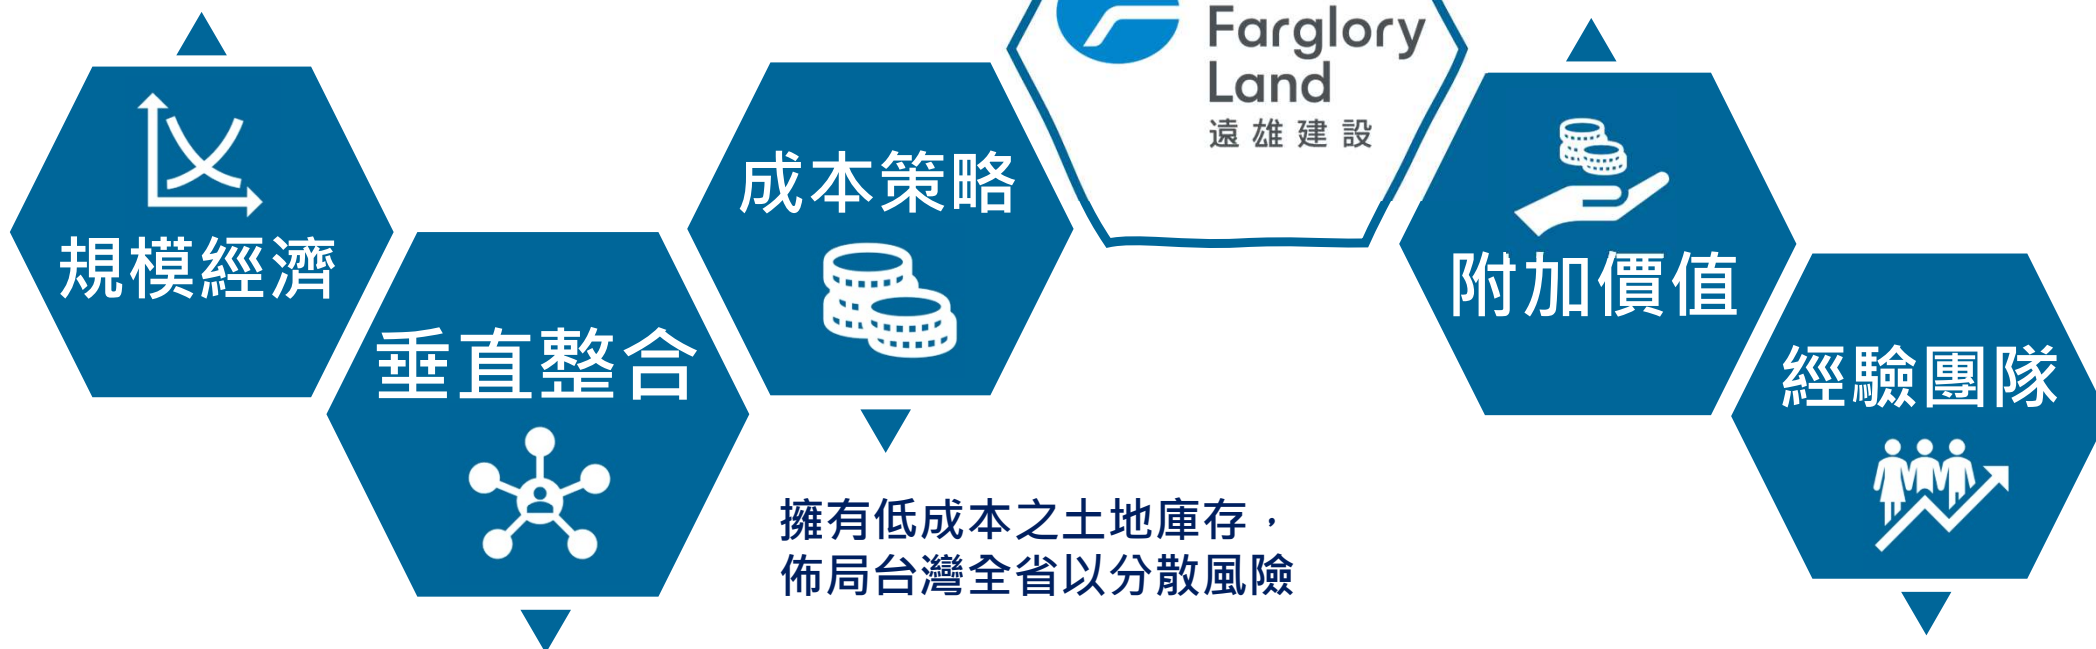 Farglory
Land
遠雄建設
規模經濟
垂直整合
成本策略
擁有低成本之土地庫存，
佈局台灣全省以分散風險
附加價值
經驗團隊